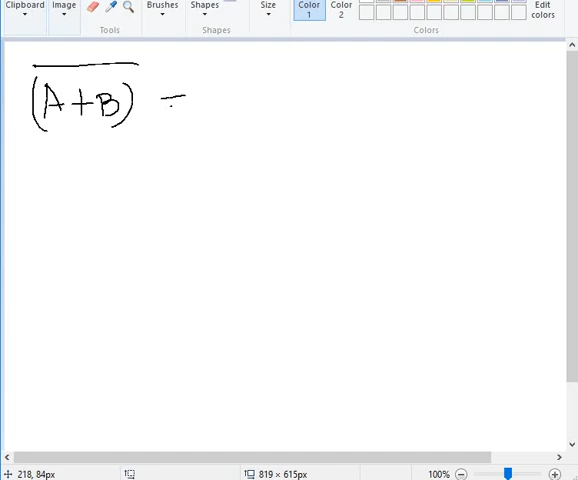 Clipboard Image Brushes Shapes Size Color 1 Color 2 Edit colors
Tools Shapes Colors
(A+B)̅ =
218, 84px 819 × 615px 100%